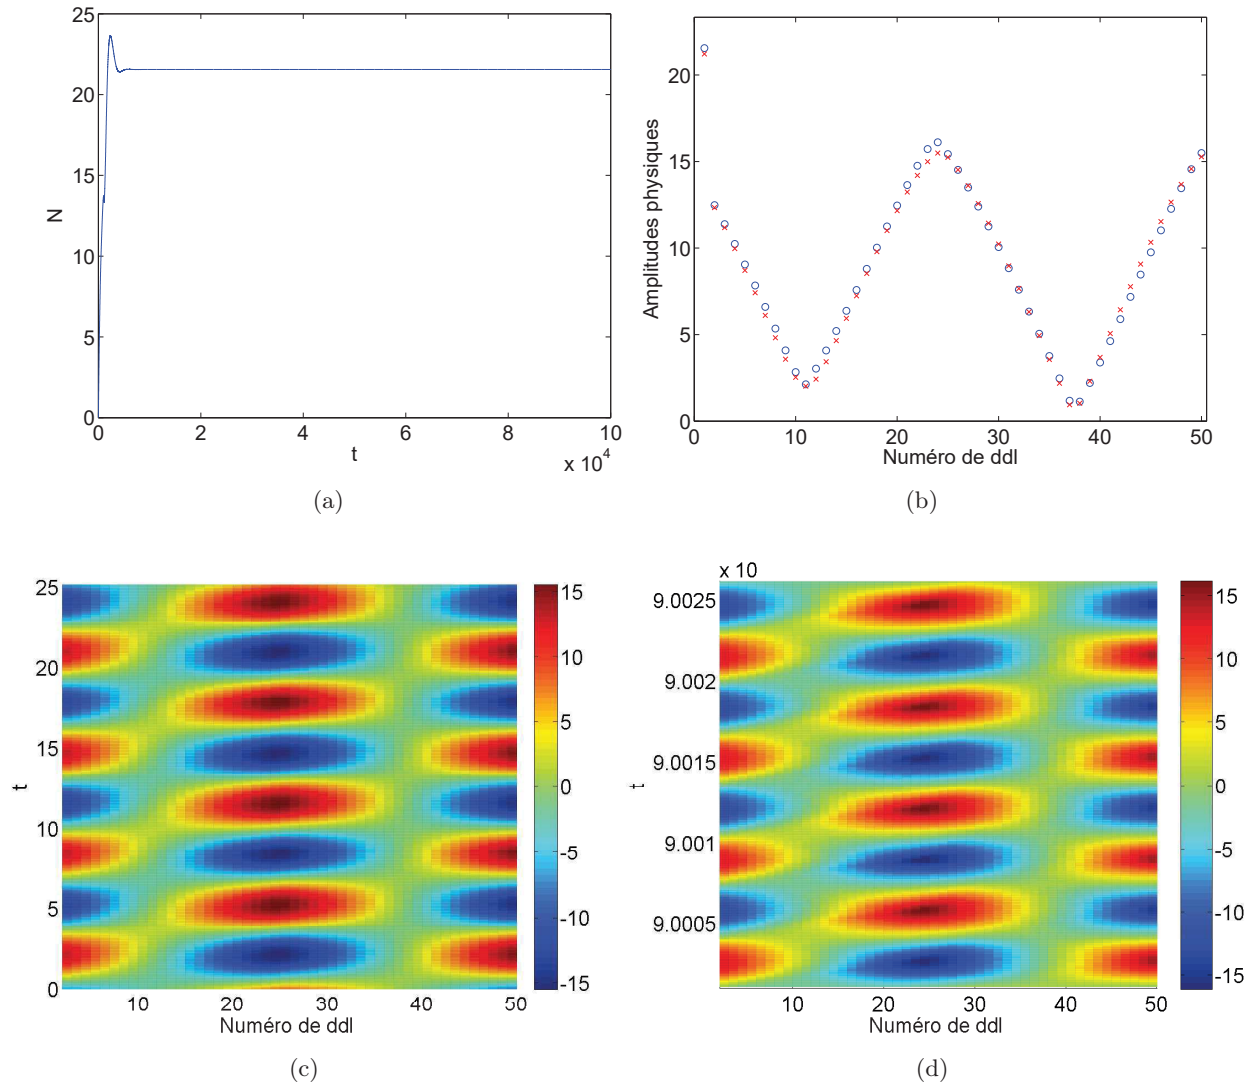 25
20
15
10
5
0
N
0 2 4 6 8 10
t
x 10^4
(a)
20
15
10
5
0
Amplitudes physiques
0 10 20 30 40 50
Numéro de ddl
(b)
25
20
15
10
5
0
t
10 20 30 40 50
Numéro de ddl
15
10
5
0
-5
-10
-15
(c)
x 10
9.0025
9.002
9.0015
9.001
9.0005
t
10 20 30 40 50
Numéro de ddl
15
10
5
0
-5
-10
-15
(d)